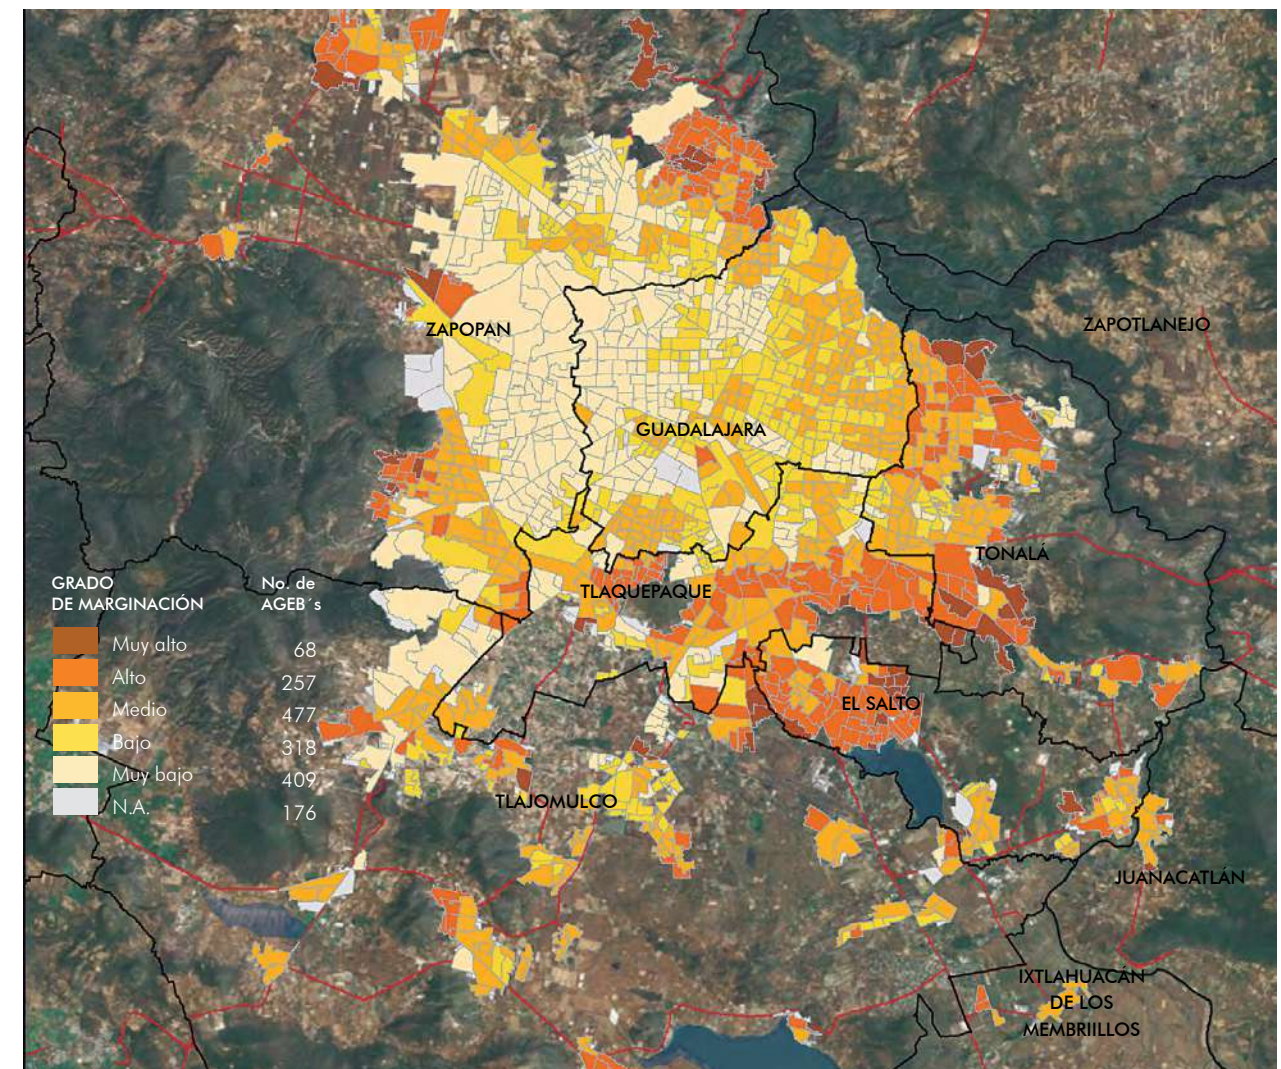 ZAPOPAN
ZAPOTLANEJO
GUADALAJARA
TONALÁ
TLAQUEPAQUE
GRADO
DE MARGINACIÓN
No. de
AGEB´s
Muy alto 68
Alto 257
Medio 477
Bajo 318
Muy bajo 409
N.A. 176
EL SALTO
TLAJOMULCO
JUANACATLÁN
IXTLAHUACÁN
DE LOS
MEMBRIILLOS